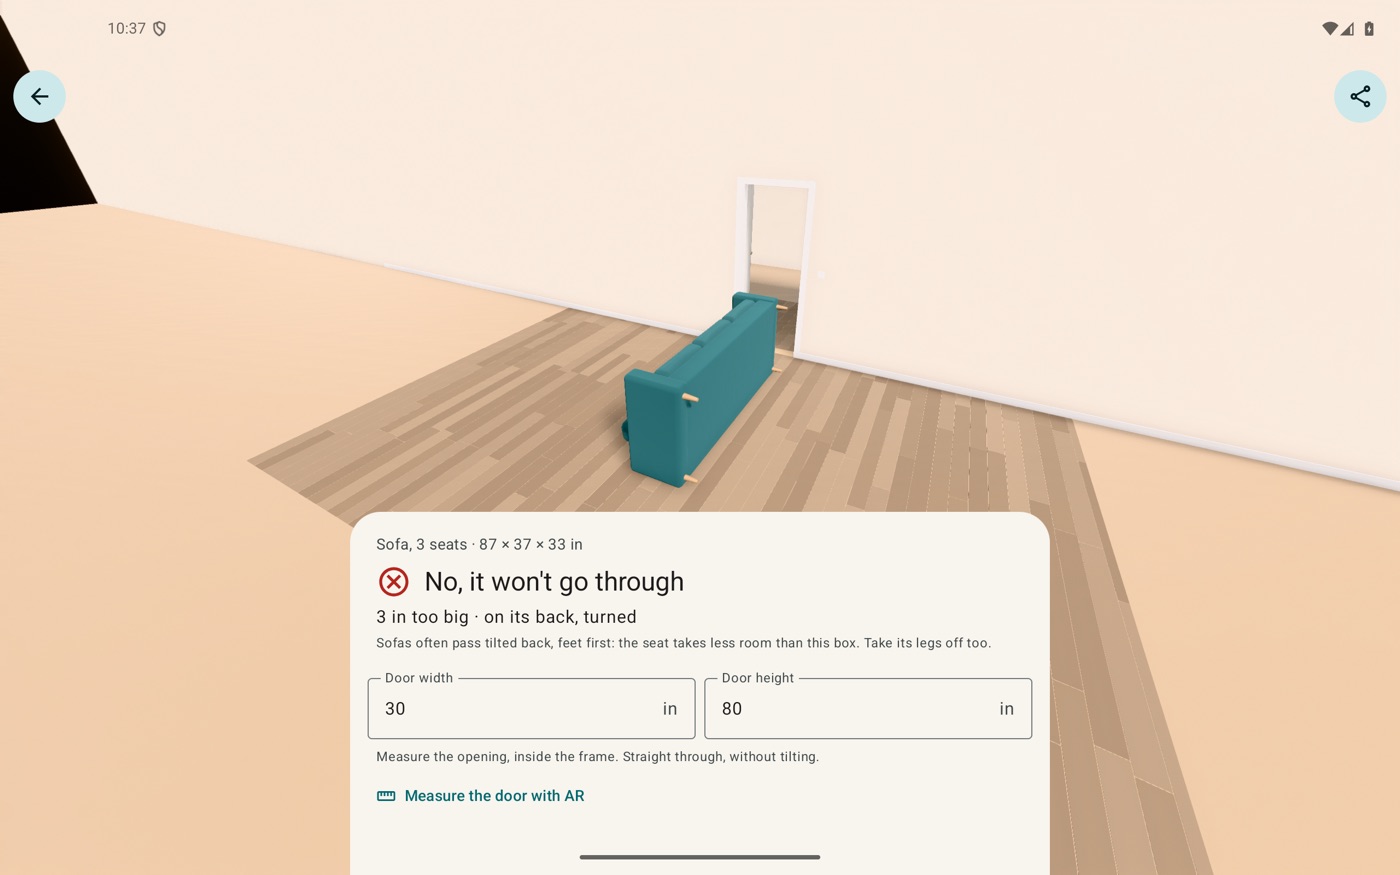 10:37
Sofa, 3 seats · 87 × 37 × 33 in
No, it won't go through
3 in too big · on its back, turned
Sofas often pass tilted back, feet first: the seat takes less room than this box. Take its legs off too.
Door width
30 in
Door height
80 in
Measure the opening, inside the frame. Straight through, without tilting.
Measure the door with AR